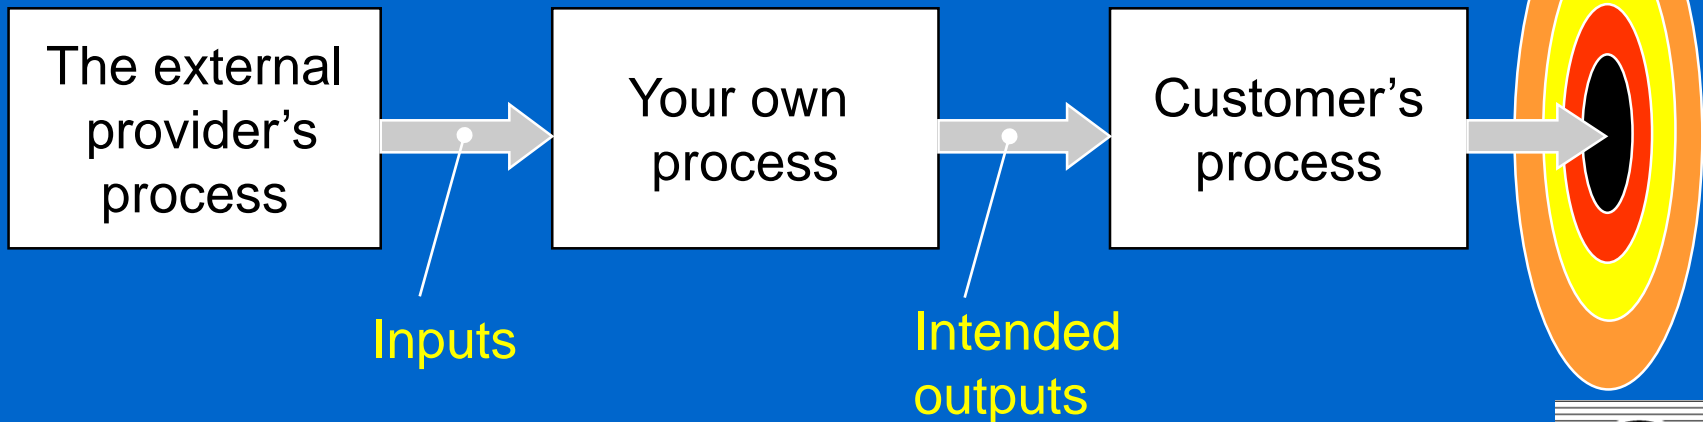 The external
provider’s
process
Your own
process
Customer’s
process
Inputs
Intended
outputs